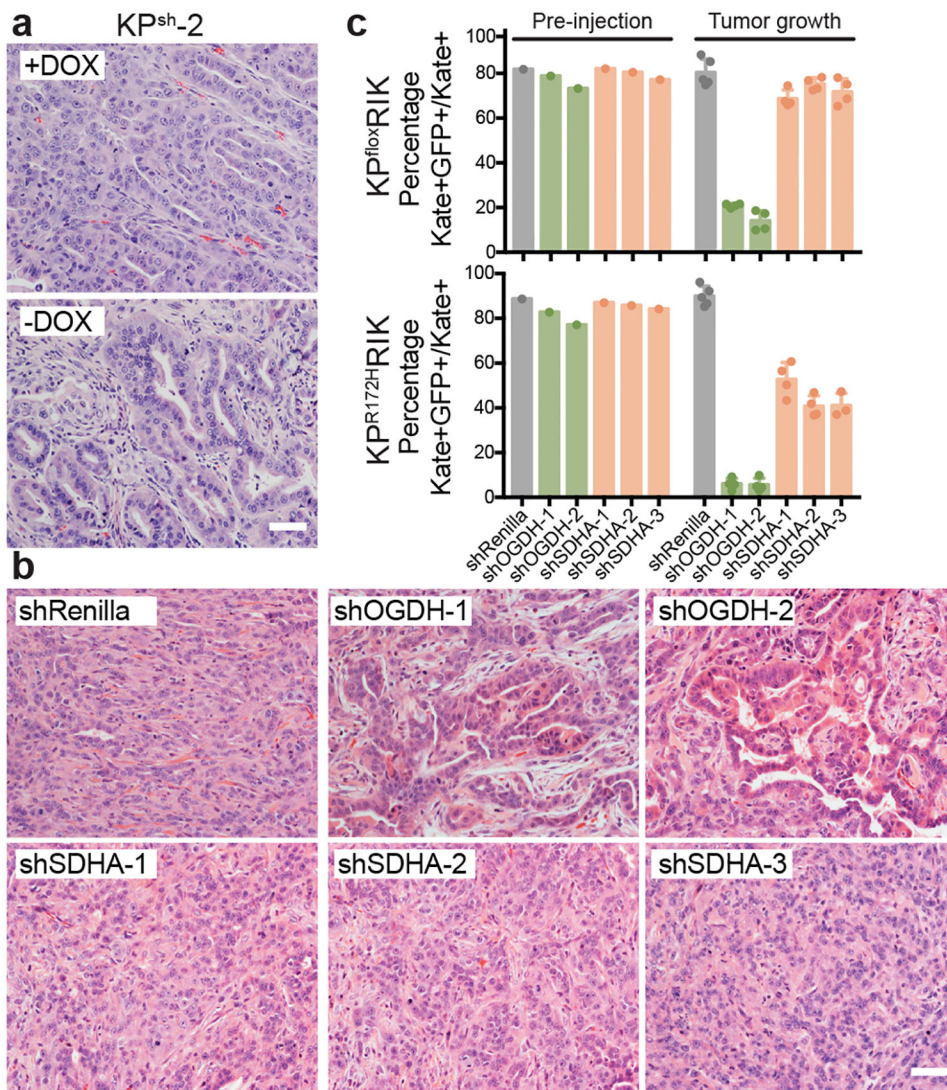 a
KPsh-2
+DOX
-DOX
c
Pre-injection
Tumor growth
KPfloxRIK
Percentage
Kate+GFP+/Kate+
100
80
60
40
20
0
KPR172HRIK
Percentage
Kate+GFP+/Kate+
100
80
60
40
20
0
shRenilla
shOGDH-1
shOGDH-2
shSDHA-1
shSDHA-2
shSDHA-3
shRenilla
shOGDH-1
shOGDH-2
shSDHA-1
shSDHA-2
shSDHA-3
b
shRenilla
shOGDH-1
shOGDH-2
shSDHA-1
shSDHA-2
shSDHA-3